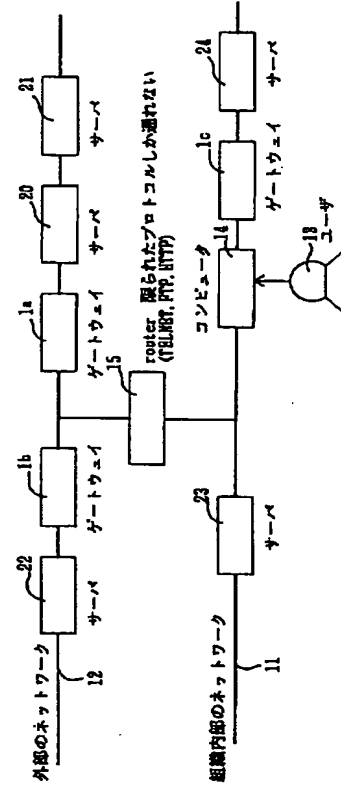 外部のネットワーク
12
22
サーバ
1b
ゲートウェイ
1a
ゲートウェイ
20
サーバ
21
サーバ
15
router 限られたプロトコルしか通れない
(TELNET, FTP, HTTP)
組織内部のネットワーク
11
23
サーバ
コンピュータ
14
18
ユーザ
1c
ゲートウェイ
24
サーバ